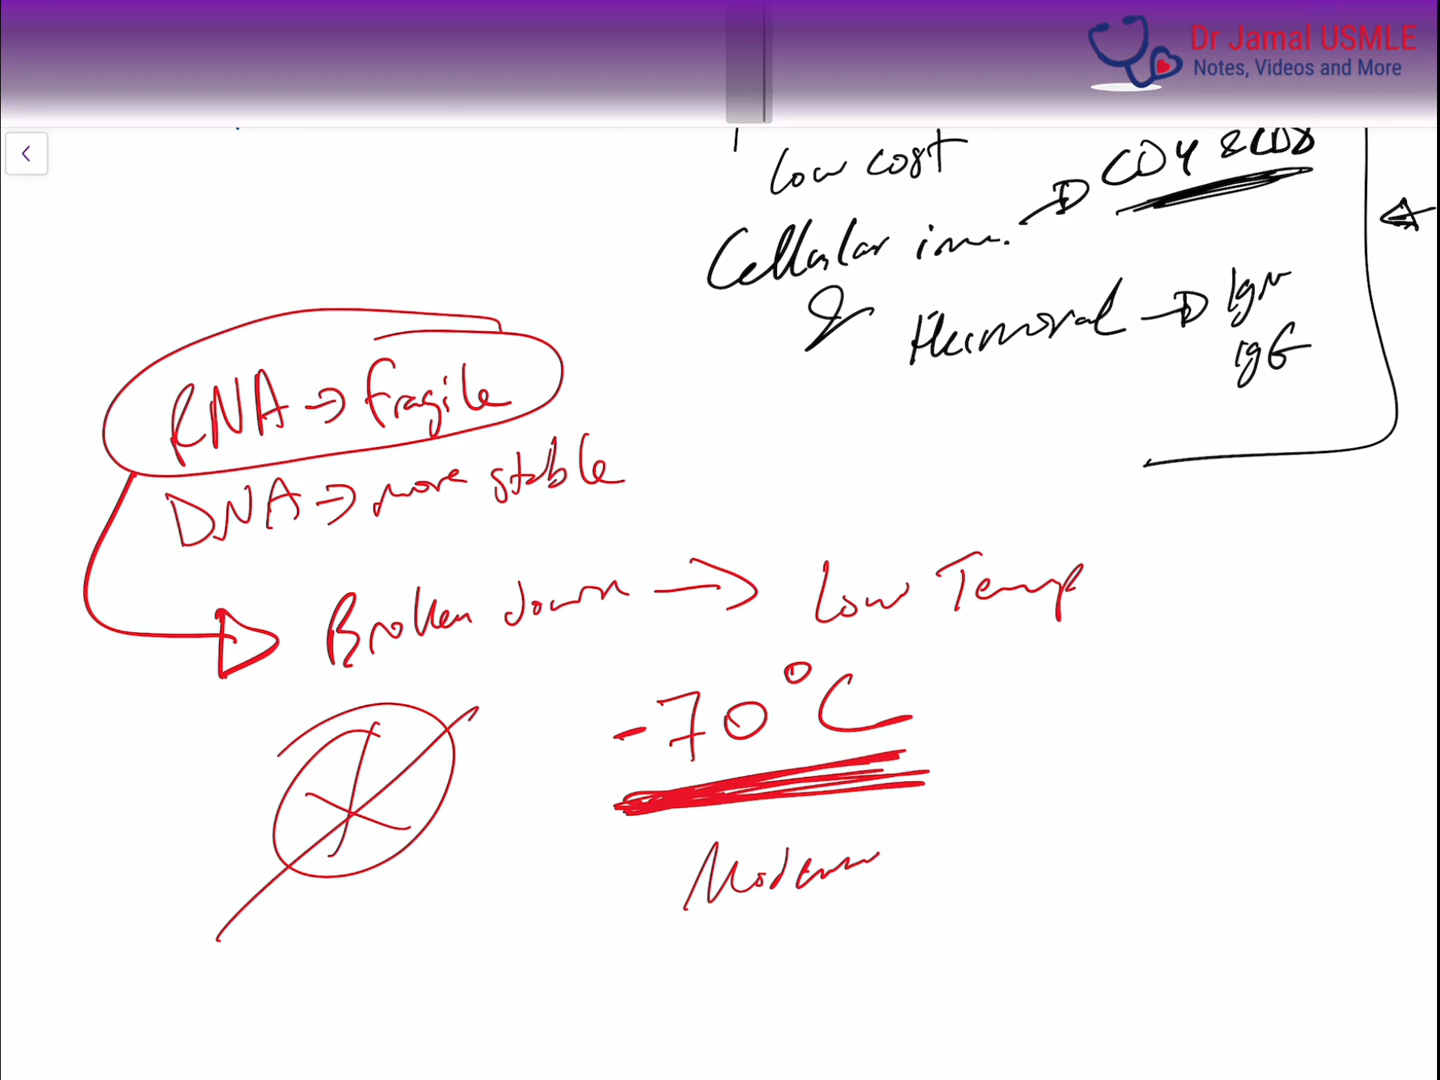 Dr Jamal USMLE
Notes, Videos and More
low cost
Cellular imm. → CD4 & CD8
& Humoral → IgM
IgG
RNA → fragile
DNA → more stable
Broken down → Low Temp
-70°C
Moderna